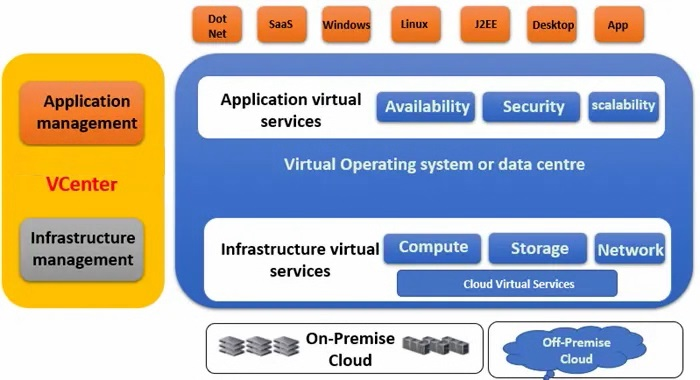 Dot
Net
SaaS
Windows
Linux
J2EE
Desktop
App
Application
management
VCenter
Infrastructure
management
Application virtual
services
Availability
Security
scalability
Virtual Operating system or data centre
Infrastructure virtual
services
Compute
Storage
Network
Cloud Virtual Services
On-Premise
Cloud
Off-Premise
Cloud